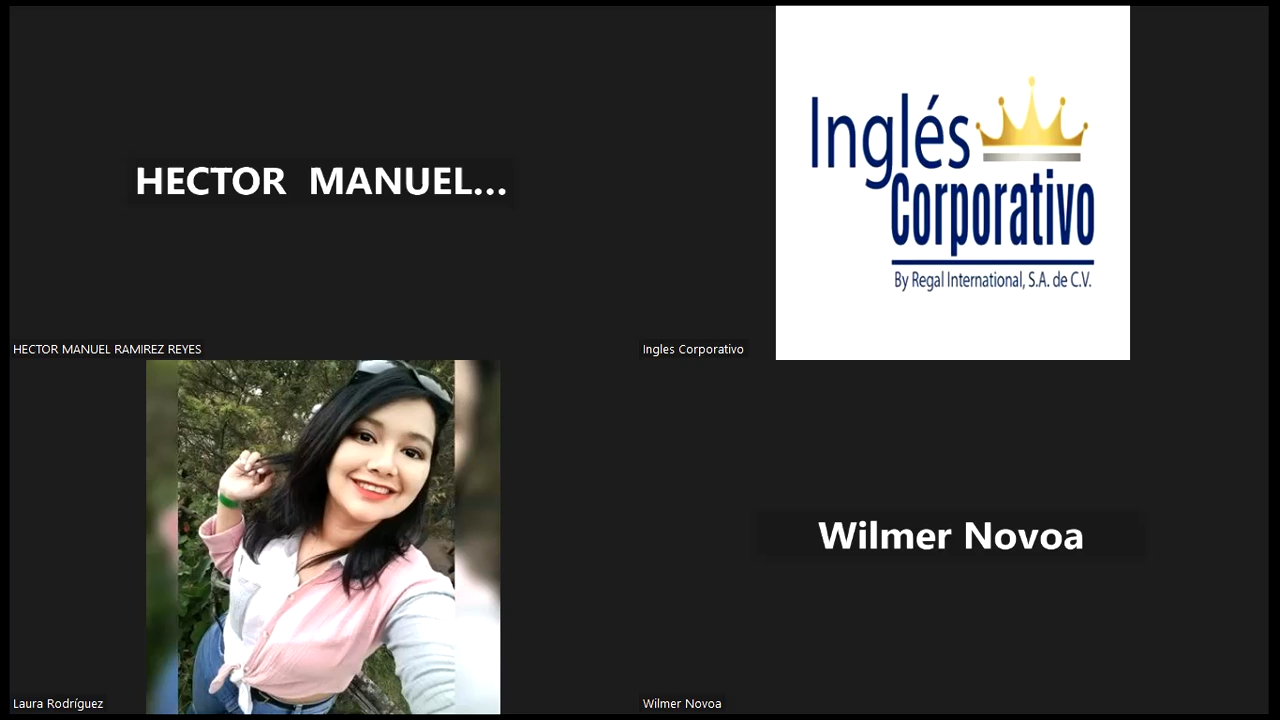 HECTOR  MANUEL...
Inglés
Corporativo
By Regal International, S.A. de C.V.
HECTOR MANUEL RAMIREZ REYES
Ingles Corporativo
Wilmer Novoa
Laura Rodríguez
Wilmer Novoa